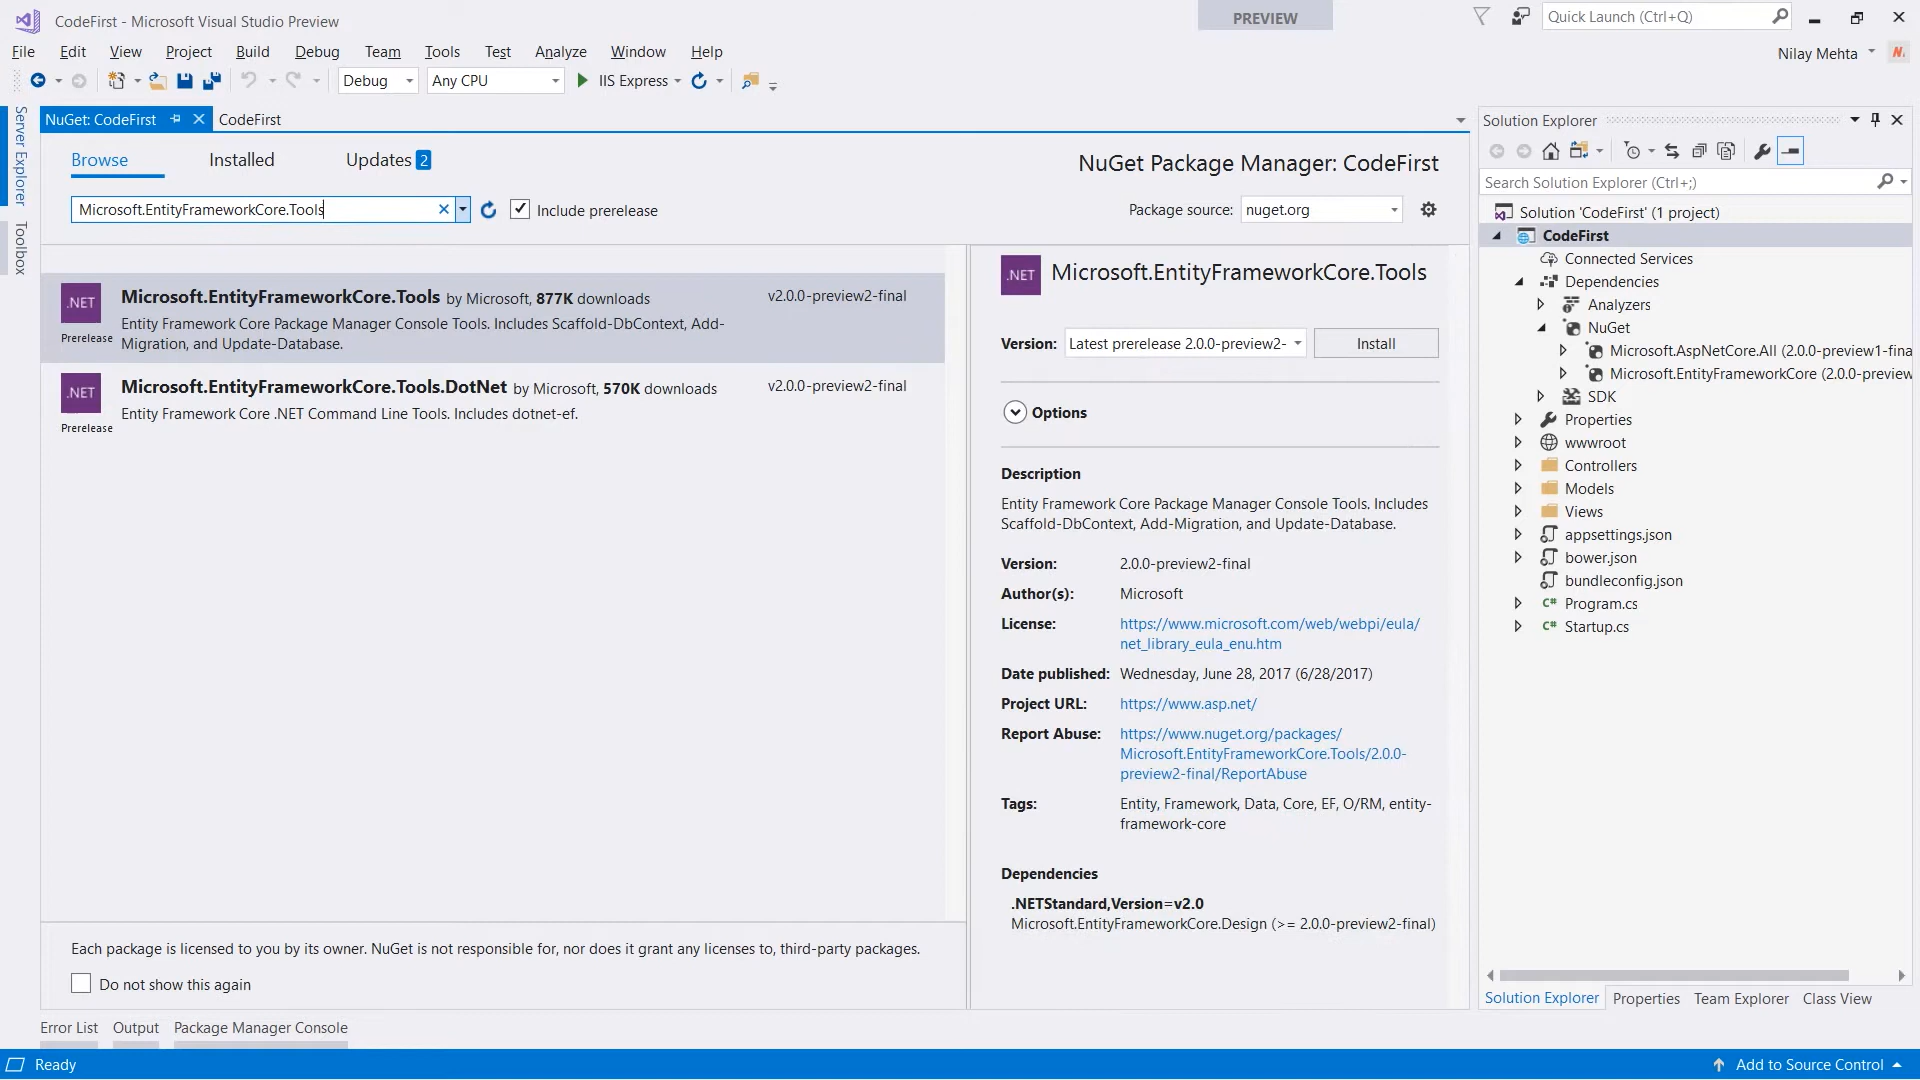 CodeFirst - Microsoft Visual Studio Preview
PREVIEW
Quick Launch (Ctrl+Q)
File Edit View Project Build Debug Team Tools Test Analyze Window Help
Nilay Mehta
Debug Any CPU IIS Express
Server Explorer
Toolbox
NuGet: CodeFirst CodeFirst
Browse Installed Updates 2
NuGet Package Manager: CodeFirst
Microsoft.EntityFrameworkCore.Tools
Include prerelease
Package source: nuget.org
.NET
Prerelease
Microsoft.EntityFrameworkCore.Tools by Microsoft, 877K downloads
v2.0.0-preview2-final
Entity Framework Core Package Manager Console Tools. Includes Scaffold-DbContext, Add-
Migration, and Update-Database.
.NET
Prerelease
Microsoft.EntityFrameworkCore.Tools.DotNet by Microsoft, 570K downloads
v2.0.0-preview2-final
Entity Framework Core .NET Command Line Tools. Includes dotnet-ef.
Each package is licensed to you by its owner. NuGet is not responsible for, nor does it grant any licenses to, third-party packages.
Do not show this again
.NET
Microsoft.EntityFrameworkCore.Tools
Version: Latest prerelease 2.0.0-preview2- Install
Options
Description
Entity Framework Core Package Manager Console Tools. Includes
Scaffold-DbContext, Add-Migration, and Update-Database.
Version: 2.0.0-preview2-final
Author(s): Microsoft
License: https://www.microsoft.com/web/webpi/eula/
net_library_eula_enu.htm
Date published: Wednesday, June 28, 2017 (6/28/2017)
Project URL: https://www.asp.net/
Report Abuse: https://www.nuget.org/packages/
Microsoft.EntityFrameworkCore.Tools/2.0.0-
preview2-final/ReportAbuse
Tags: Entity, Framework, Data, Core, EF, O/RM, entity-
framework-core
Dependencies
.NETStandard,Version=v2.0
Microsoft.EntityFrameworkCore.Design (>= 2.0.0-preview2-final)
Solution Explorer
Search Solution Explorer (Ctrl+;)
Solution 'CodeFirst' (1 project)
CodeFirst
Connected Services
Dependencies
Analyzers
NuGet
Microsoft.AspNetCore.All (2.0.0-preview1-fina
Microsoft.EntityFrameworkCore (2.0.0-preview
SDK
Properties
wwwroot
Controllers
Models
Views
appsettings.json
bower.json
bundleconfig.json
C# Program.cs
C# Startup.cs
Solution Explorer Properties Team Explorer Class View
Error List Output Package Manager Console
Ready
Add to Source Control